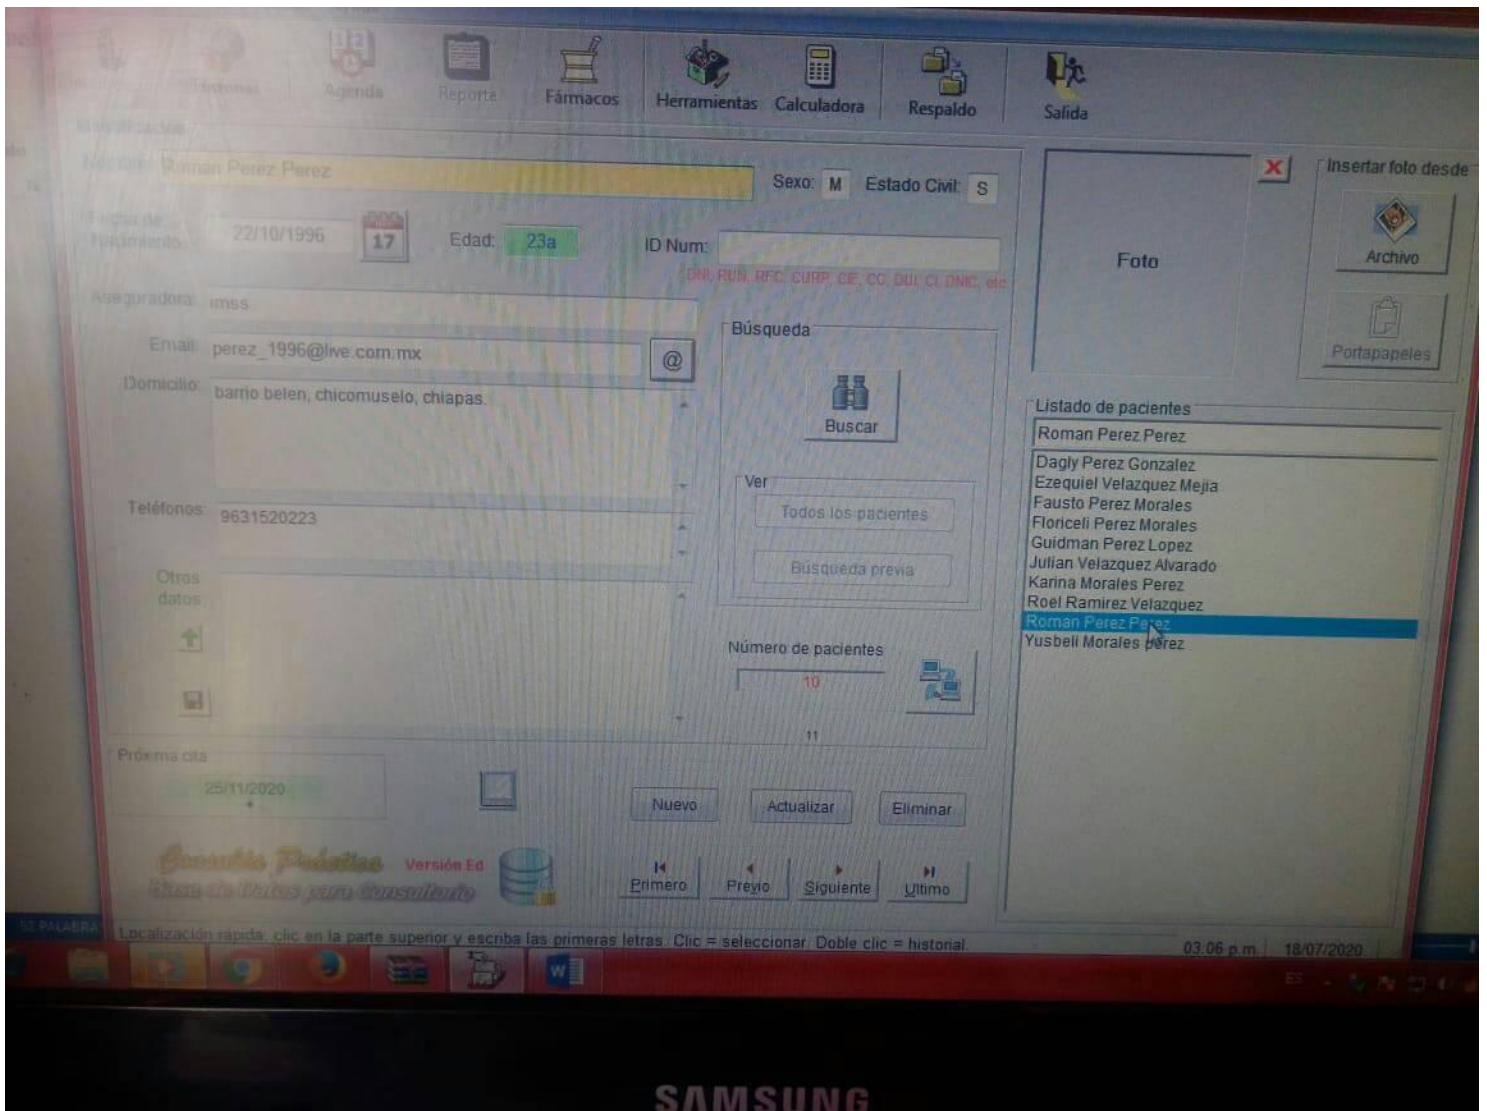 Agenda
Reporte
Fármacos
Herramientas
Calculadora
Respaldo
Salida
Roman Perez Perez
Sexo: M
Estado Civil: S
Insertar foto desde
Archivo
Portapapeles
Foto
22/10/1996
17
Edad: 23a
ID Num:
DNI, RUN, RFC, CURP, CIE, CC, DUI, CI, DNIC, etc
Aseguradora: imss
Email: perez_1996@live.com.mx
@
Domicilio: barrio belen, chicomuselo, chiapas.
Teléfonos: 9631520223
Otros
datos
Búsqueda
Buscar
Ver
Todos los pacientes
Búsqueda previa
Número de pacientes
10
11
Listado de pacientes
Roman Perez Perez
Dagly Perez Gonzalez
Ezequiel Velazquez Mejia
Fausto Perez Morales
Floriceli Perez Morales
Guidman Perez Lopez
Julian Velazquez Alvarado
Karina Morales Perez
Roel Ramirez Velazquez
Roman Perez Perez
Yusbeli Morales perez
Próxima cita
25/11/2020
Nuevo
Actualizar
Eliminar
Versión Ed
Base de Datos para Consultorio
Primero
Previo
Siguiente
Ultimo
Localización rápida: clic en la parte superior y escriba las primeras letras. Clic = seleccionar. Doble clic = historial.
03:06 p.m.
18/07/2020
ES
SAMSUNG